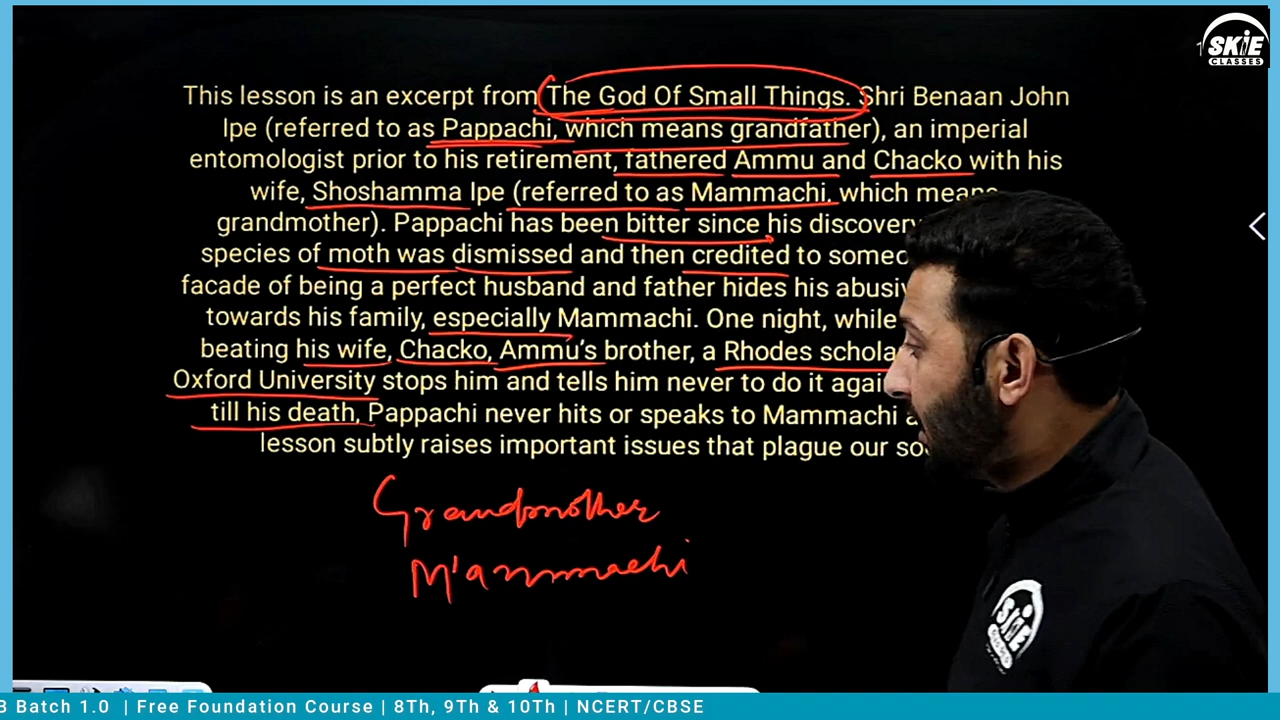 SKIE
CLASSES
This lesson is an excerpt from The God Of Small Things. Shri Benaan John
Ipe (referred to as Pappachi, which means grandfather), an imperial
entomologist prior to his retirement, fathered Ammu and Chacko with his
wife, Shoshamma Ipe (referred to as Mammachi, which means
grandmother). Pappachi has been bitter since his discovery
species of moth was dismissed and then credited to
facade of being a perfect husband and father hides his
towards his family, especially Mammachi. One night, while
beating his wife, Chacko, Ammu's brother, a Rhodes
Oxford University stops him and tells him never to do it
till his death, Pappachi never hits or speaks to Mammachi
lesson subtly raises important issues that plague our
Grandmother
Mammachi
SKIE
CLASSES
B Batch 1.0 | Free Foundation Course | 8Th, 9Th & 10Th | NCERT/CBSE